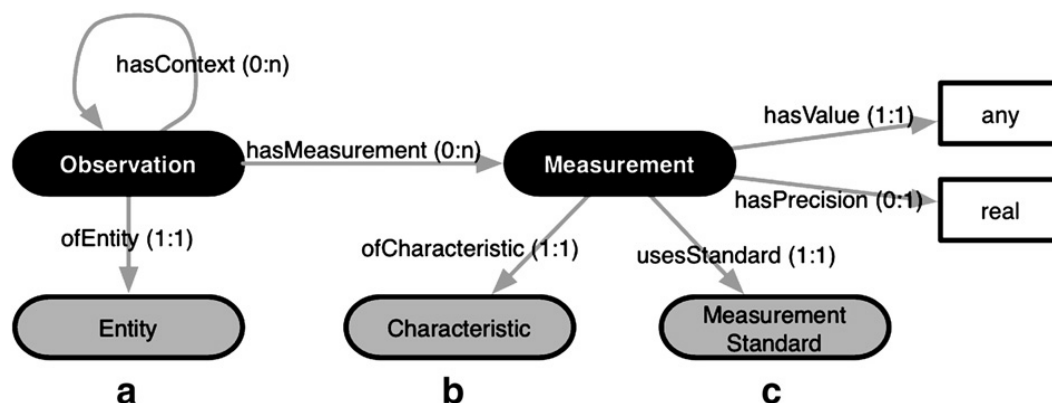 hasContext (0:n)
Observation
hasMeasurement (0:n)
Measurement
hasValue (1:1)
any
hasPrecision (0:1)
real
ofEntity (1:1)
ofCharacteristic (1:1)
usesStandard (1:1)
Entity
Characteristic
Measurement
Standard
a
b
c